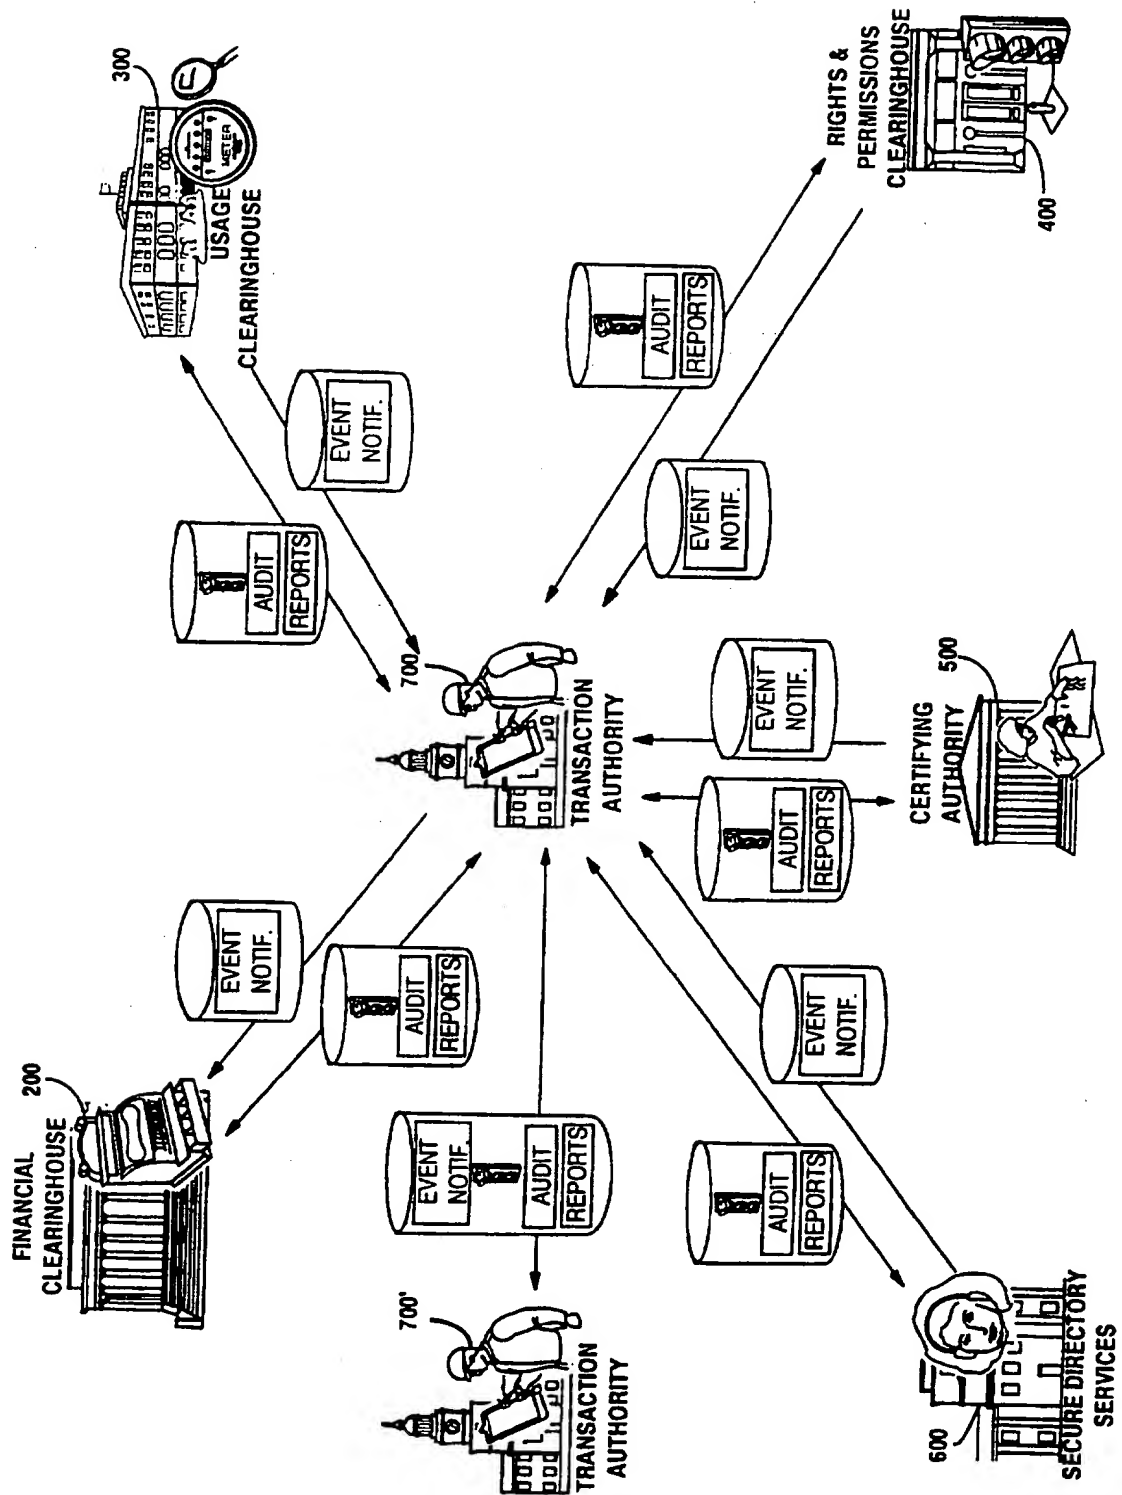 FINANCIAL
CLEARINGHOUSE
200
300
METER
USAGE
CLEARINGHOUSE
EVENT
NOTIF.
AUDIT
REPORTS
EVENT
NOTIF.
AUDIT
REPORTS
700'
TRANSACTION
AUTHORITY
EVENT
NOTIF.
AUDIT
REPORTS
700
TRANSACTION
AUTHORITY
AUDIT
REPORTS
EVENT
NOTIF.
AUDIT
REPORTS
EVENT
NOTIF.
AUDIT
REPORTS
EVENT
NOTIF.
600
SECURE DIRECTORY
SERVICES
CERTIFYING
AUTHORITY
500
RIGHTS &
PERMISSIONS
CLEARINGHOUSE
400